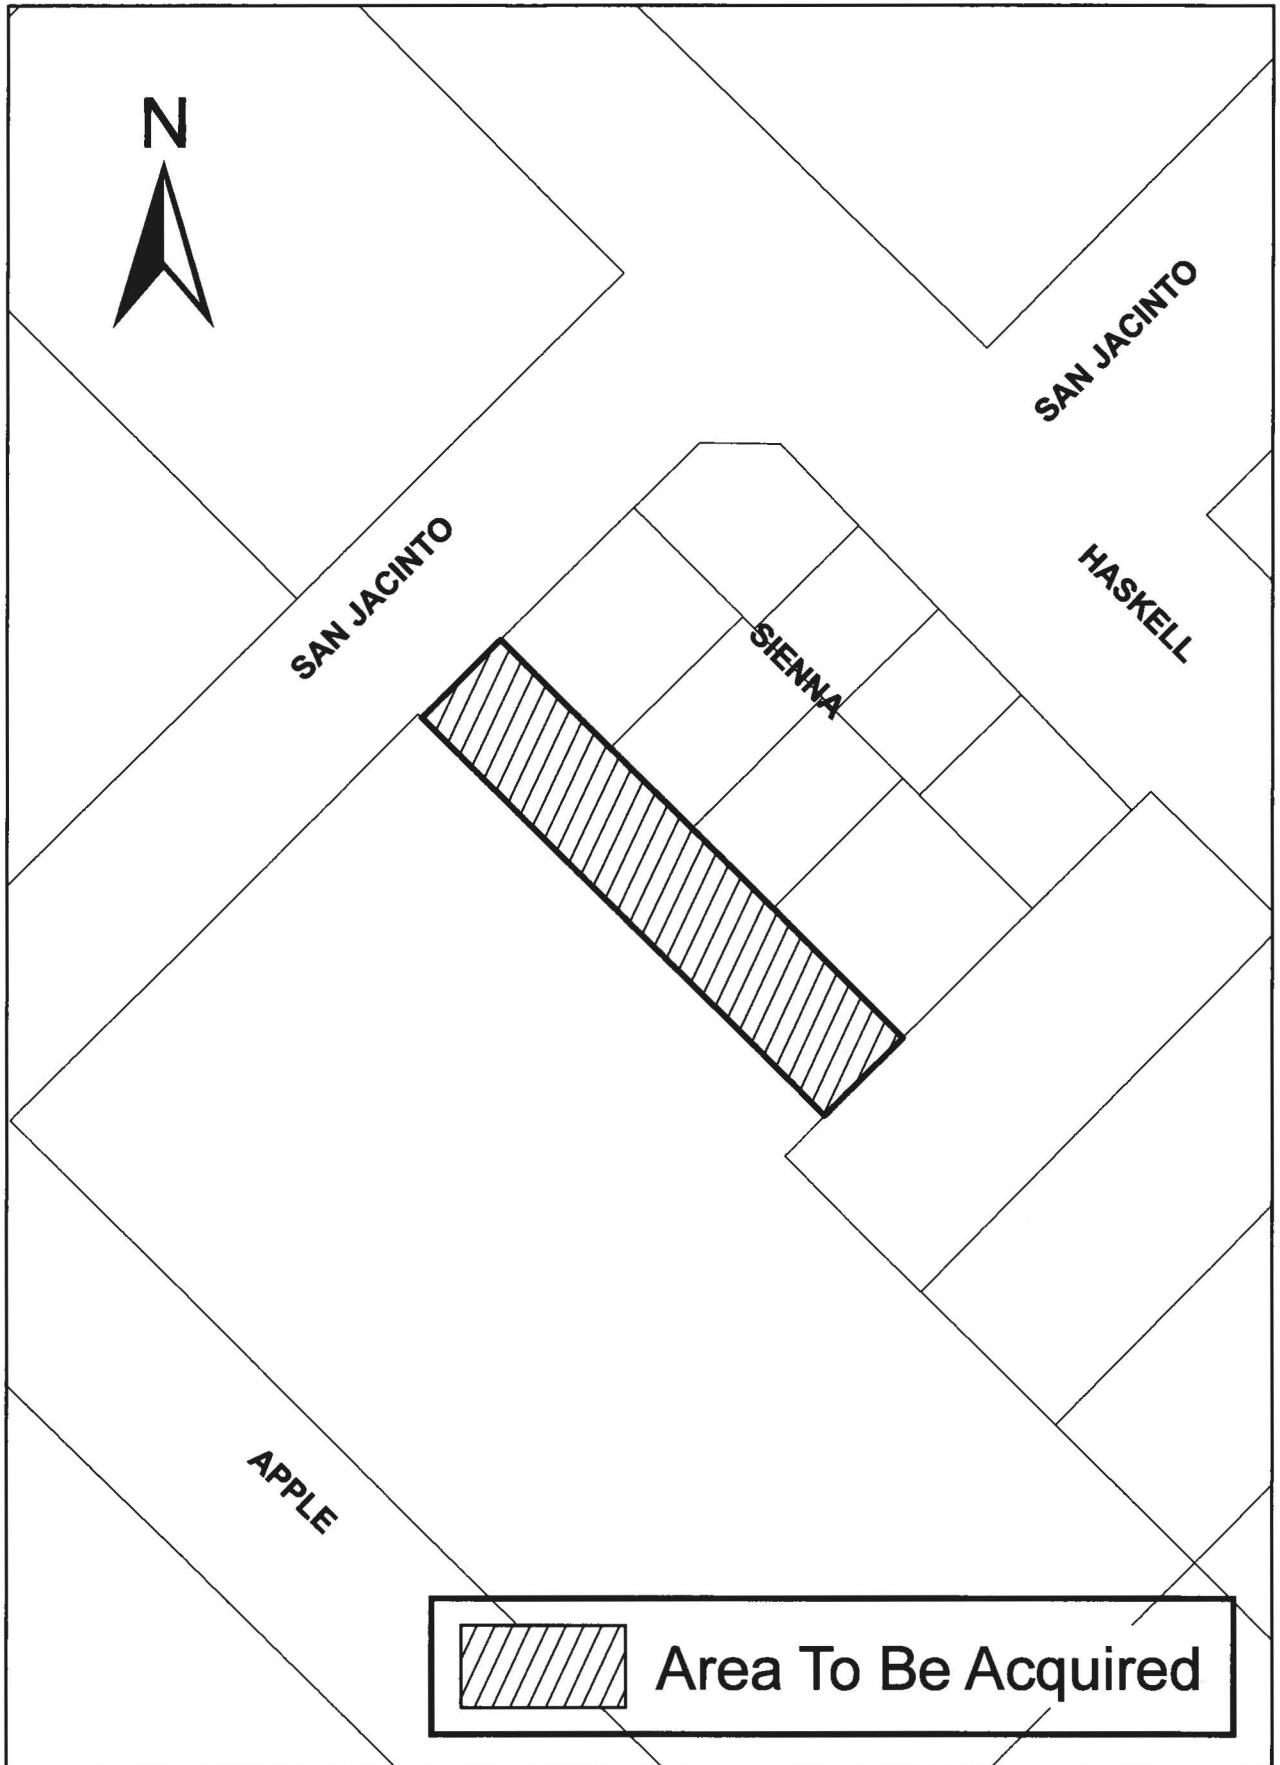 N
SAN JACINTO
SAN JACINTO
HASKELL
SIENNA
APPLE
Area To Be Acquired